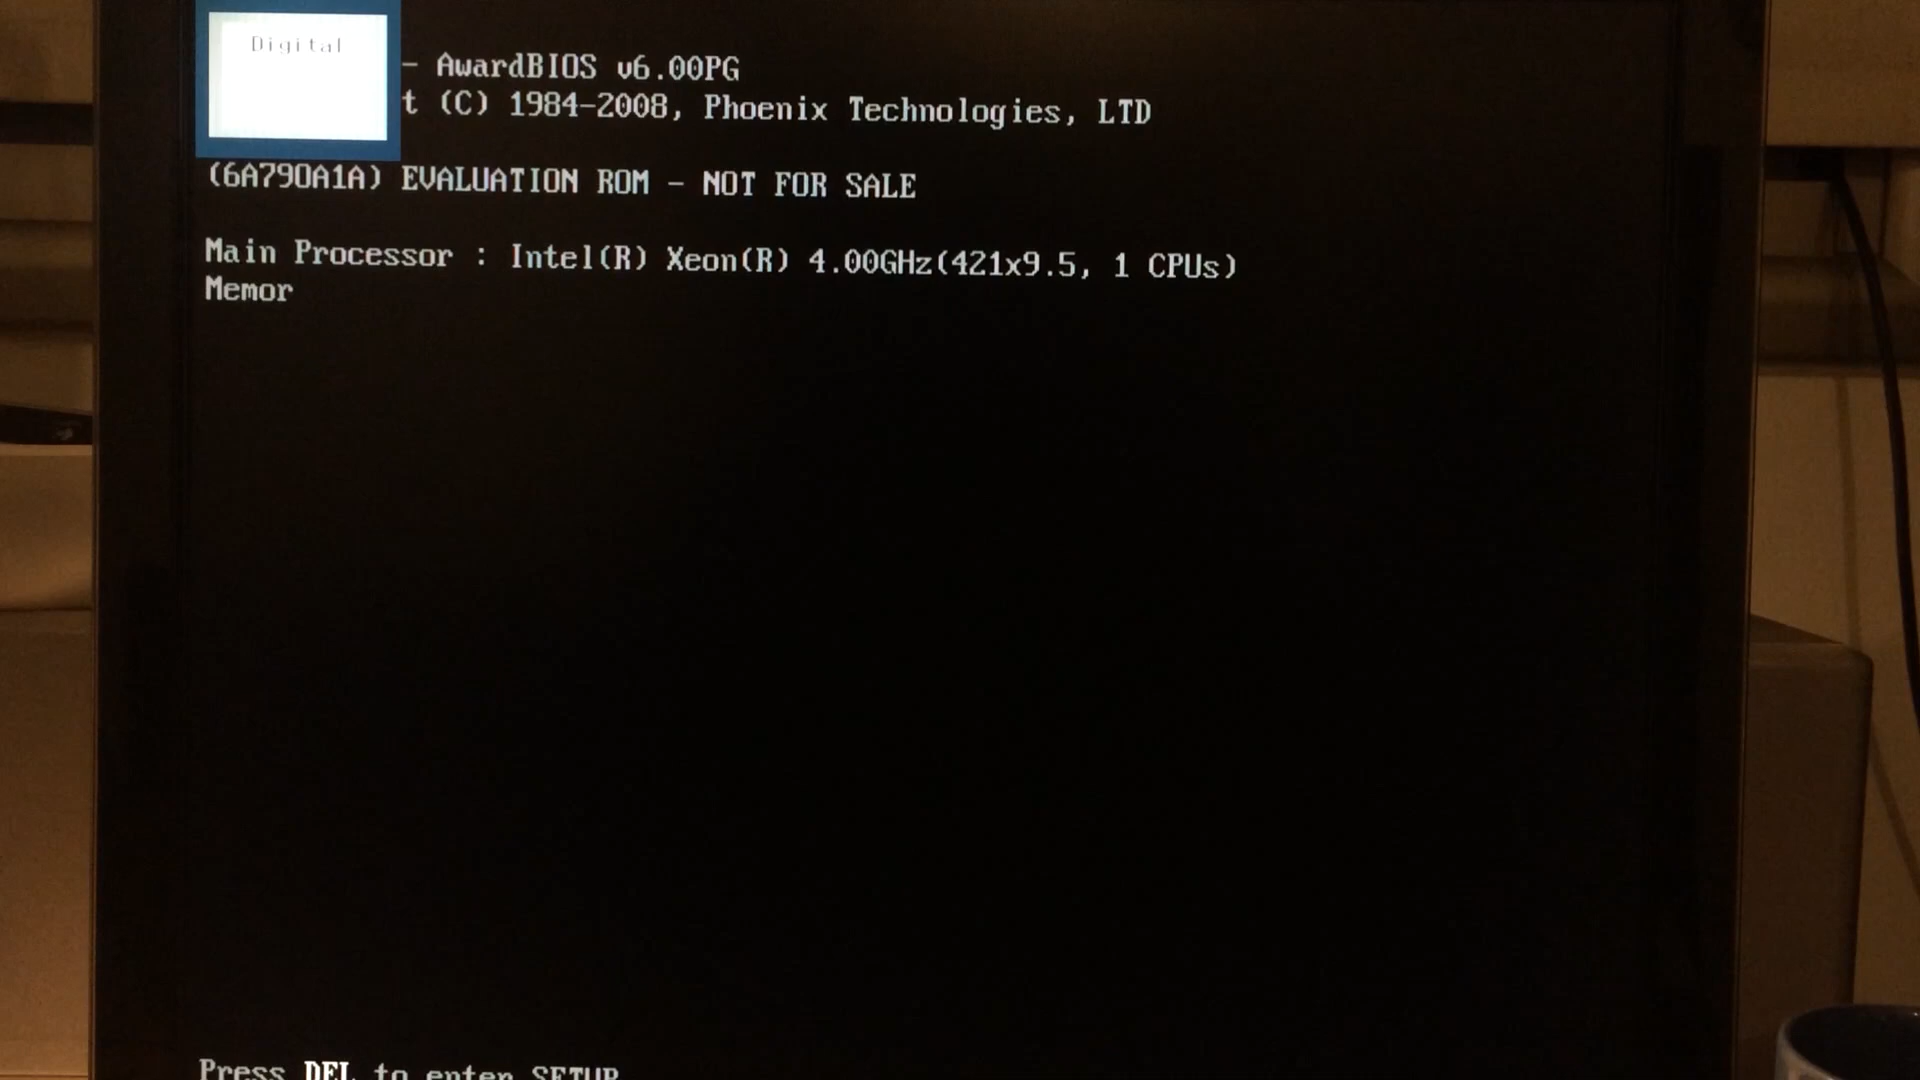 Digital
- AwardBIOS v6.00PG
t (C) 1984-2008, Phoenix Technologies, LTD
(6A790A1A) EVALUATION ROM - NOT FOR SALE
Main Processor : Intel(R) Xeon(R) 4.00GHz(421x9.5, 1 CPUs)
Memor
Press DEL to enter SETUP